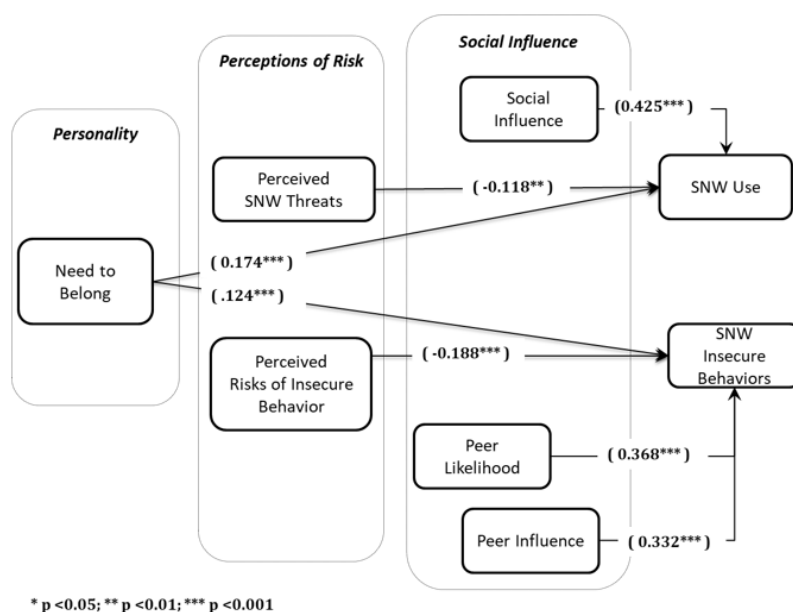 Social Influence
Perceptions of Risk
Personality
Social
Influence
(0.425***)
Perceived
SNW Threats
( -0.118** )
SNW Use
( 0.174*** )
Need to
Belong
( .124*** )
SNW
Insecure
Behaviors
Perceived
Risks of Insecure
Behavior
( -0.188*** )
Peer
Likelihood
( 0.368*** )
Peer Influence
( 0.332*** )
* p <0.05; ** p <0.01; *** p <0.001